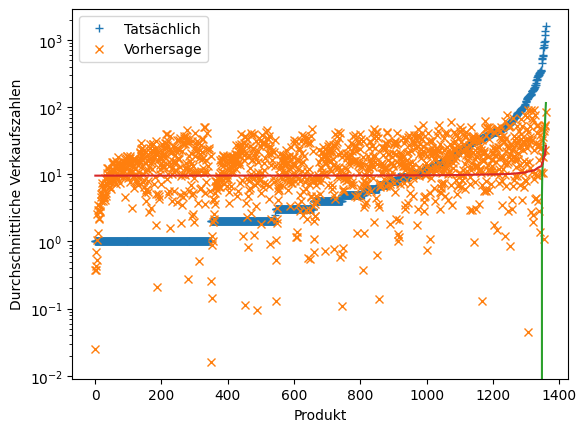 Tatsächlich
Vorhersage
Durchschnittliche Verkaufszahlen
10³
10²
10¹
10⁰
10⁻¹
10⁻²
0 200 400 600 800 1000 1200 1400
Produkt